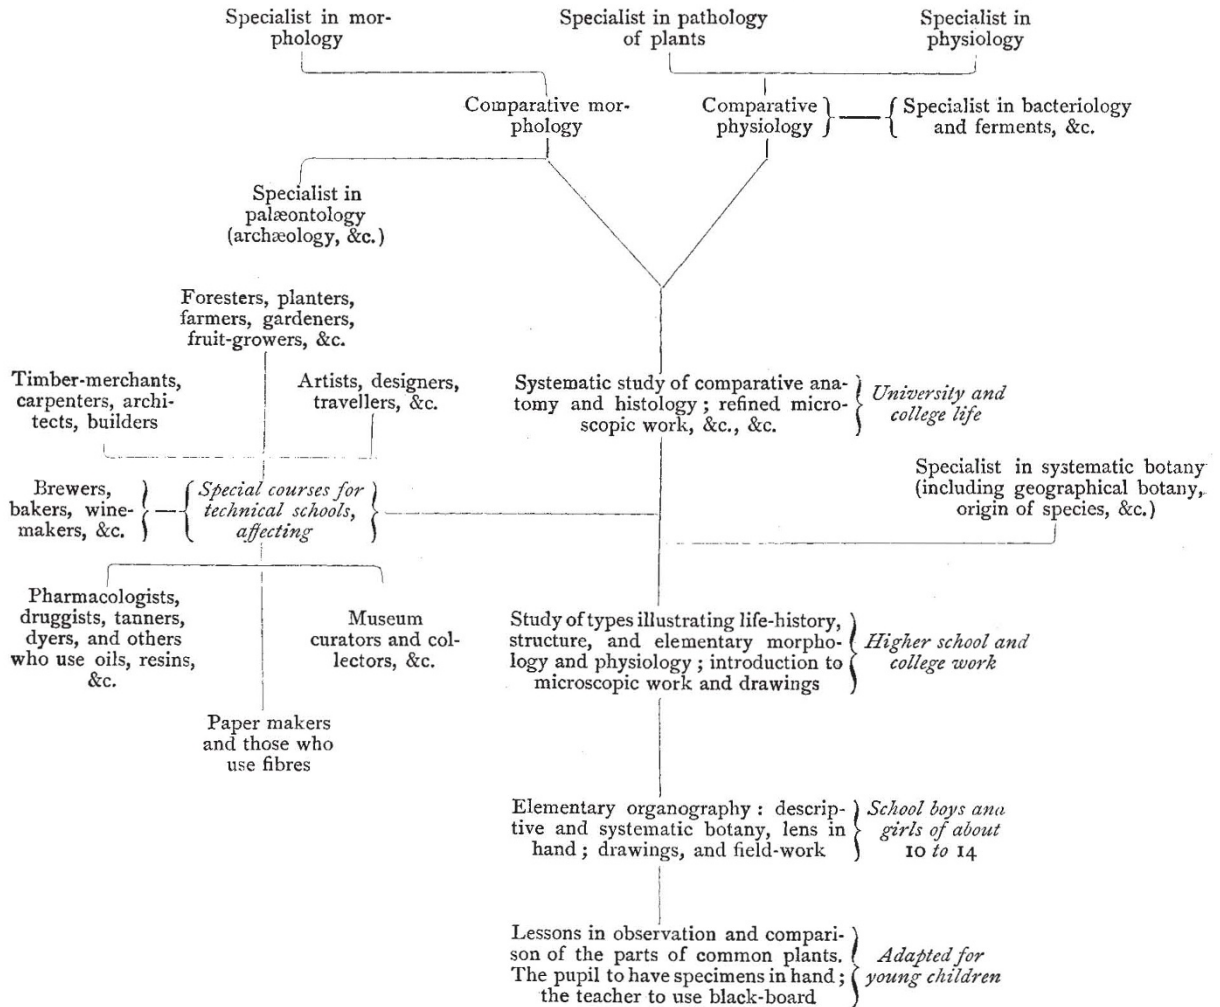 Specialist in mor-
phology
Specialist in pathology
of plants
Specialist in
physiology
Comparative mor-
phology
Comparative
physiology
Specialist in bacteriology
and ferments, &c.
Specialist in
palæontology
(archæology, &c.)
Foresters, planters,
farmers, gardeners,
fruit-growers, &c.
Timber-merchants,
carpenters, archi-
tects, builders
Artists, designers,
travellers, &c.
Systematic study of comparative ana-
tomy and histology ; refined micro-
scopic work, &c., &c.
University and
college life
Brewers,
bakers, wine-
makers, &c.
Special courses for
technical schools,
affecting
Specialist in systematic botany
(including geographical botany,
origin of species, &c.)
Pharmacologists,
druggists, tanners,
dyers, and others
who use oils, resins,
&c.
Museum
curators and col-
lectors, &c.
Study of types illustrating life-history,
structure, and elementary morpho-
logy and physiology ; introduction to
microscopic work and drawings
Higher school and
college work
Paper makers
and those who
use fibres
Elementary organography : descrip-
tive and systematic botany, lens in
hand ; drawings, and field-work
School boys and
girls of about
10 to 14
Lessons in observation and compari-
son of the parts of common plants.
The pupil to have specimens in hand ;
the teacher to use black-board
Adapted for
young children